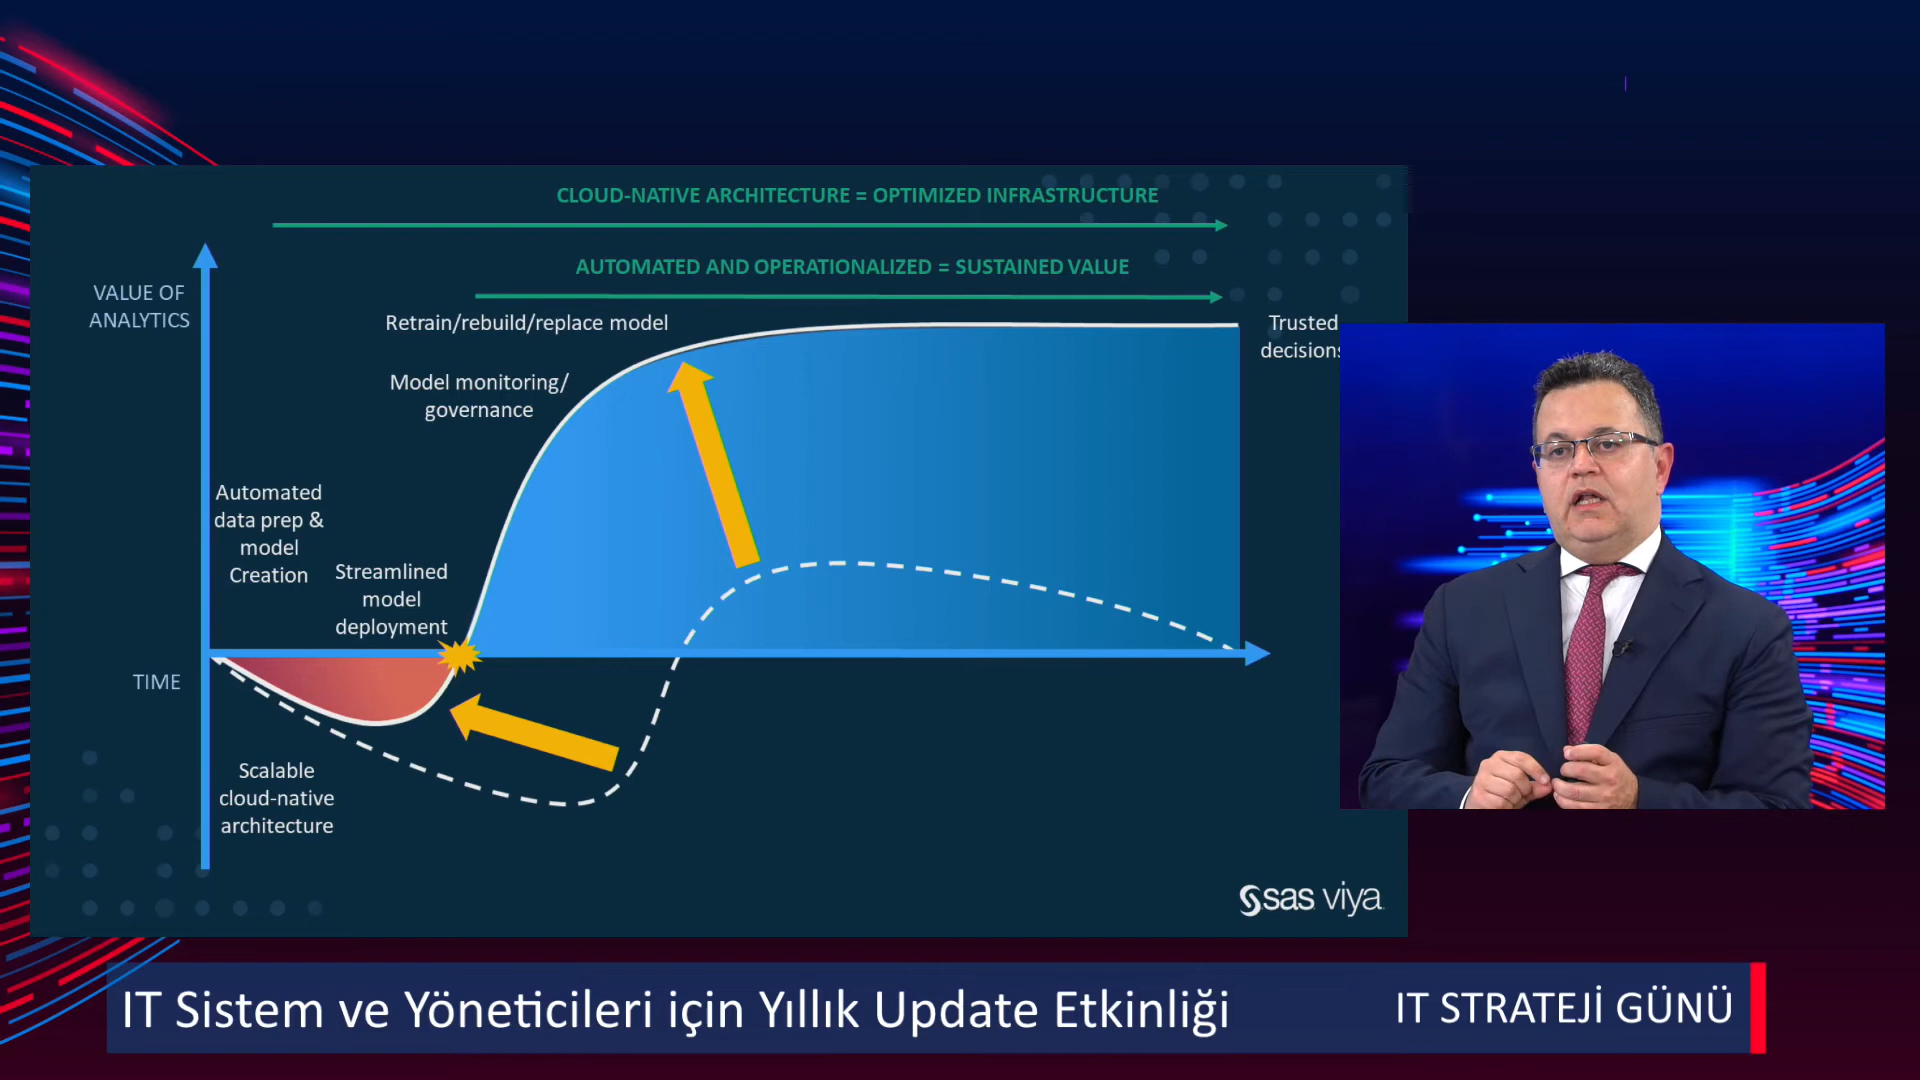 CLOUD-NATIVE ARCHITECTURE = OPTIMIZED INFRASTRUCTURE
AUTOMATED AND OPERATIONALIZED = SUSTAINED VALUE
VALUE OF
ANALYTICS
Retrain/rebuild/replace model
Trusted
decisions
Model monitoring/
governance
Automated
data prep &
model
Creation
Streamlined
model
deployment
TIME
Scalable
cloud-native
architecture
sas viya
IT Sistem ve Yöneticileri için Yıllık Update Etkinliği
IT STRATEJİ GÜNÜ